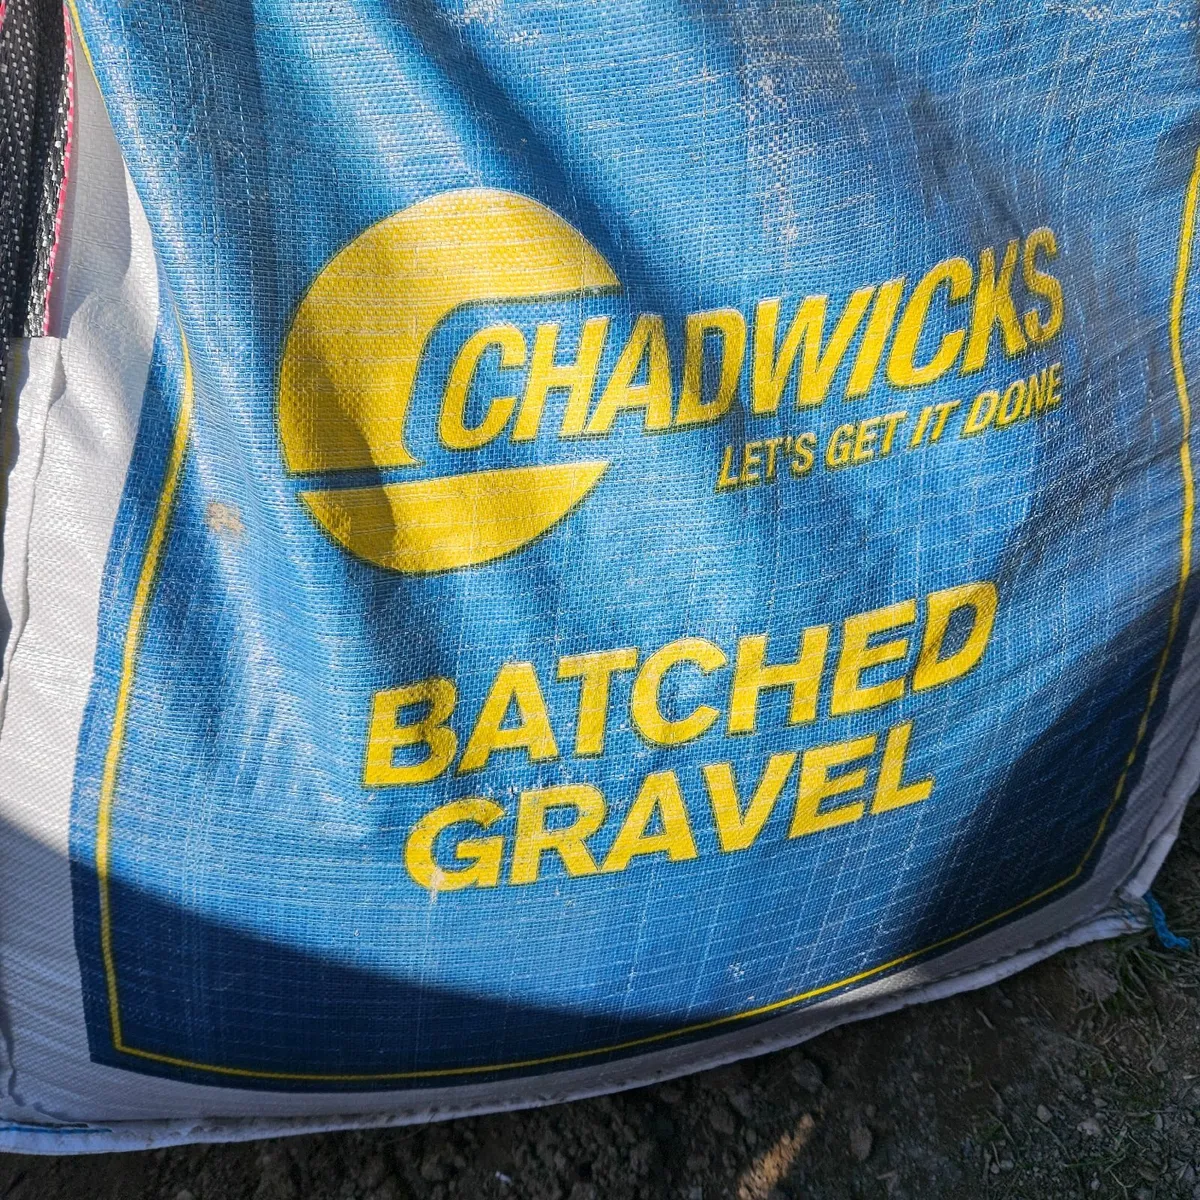 CHADWICKS
LET'S GET IT DONE
BATCHED
GRAVEL